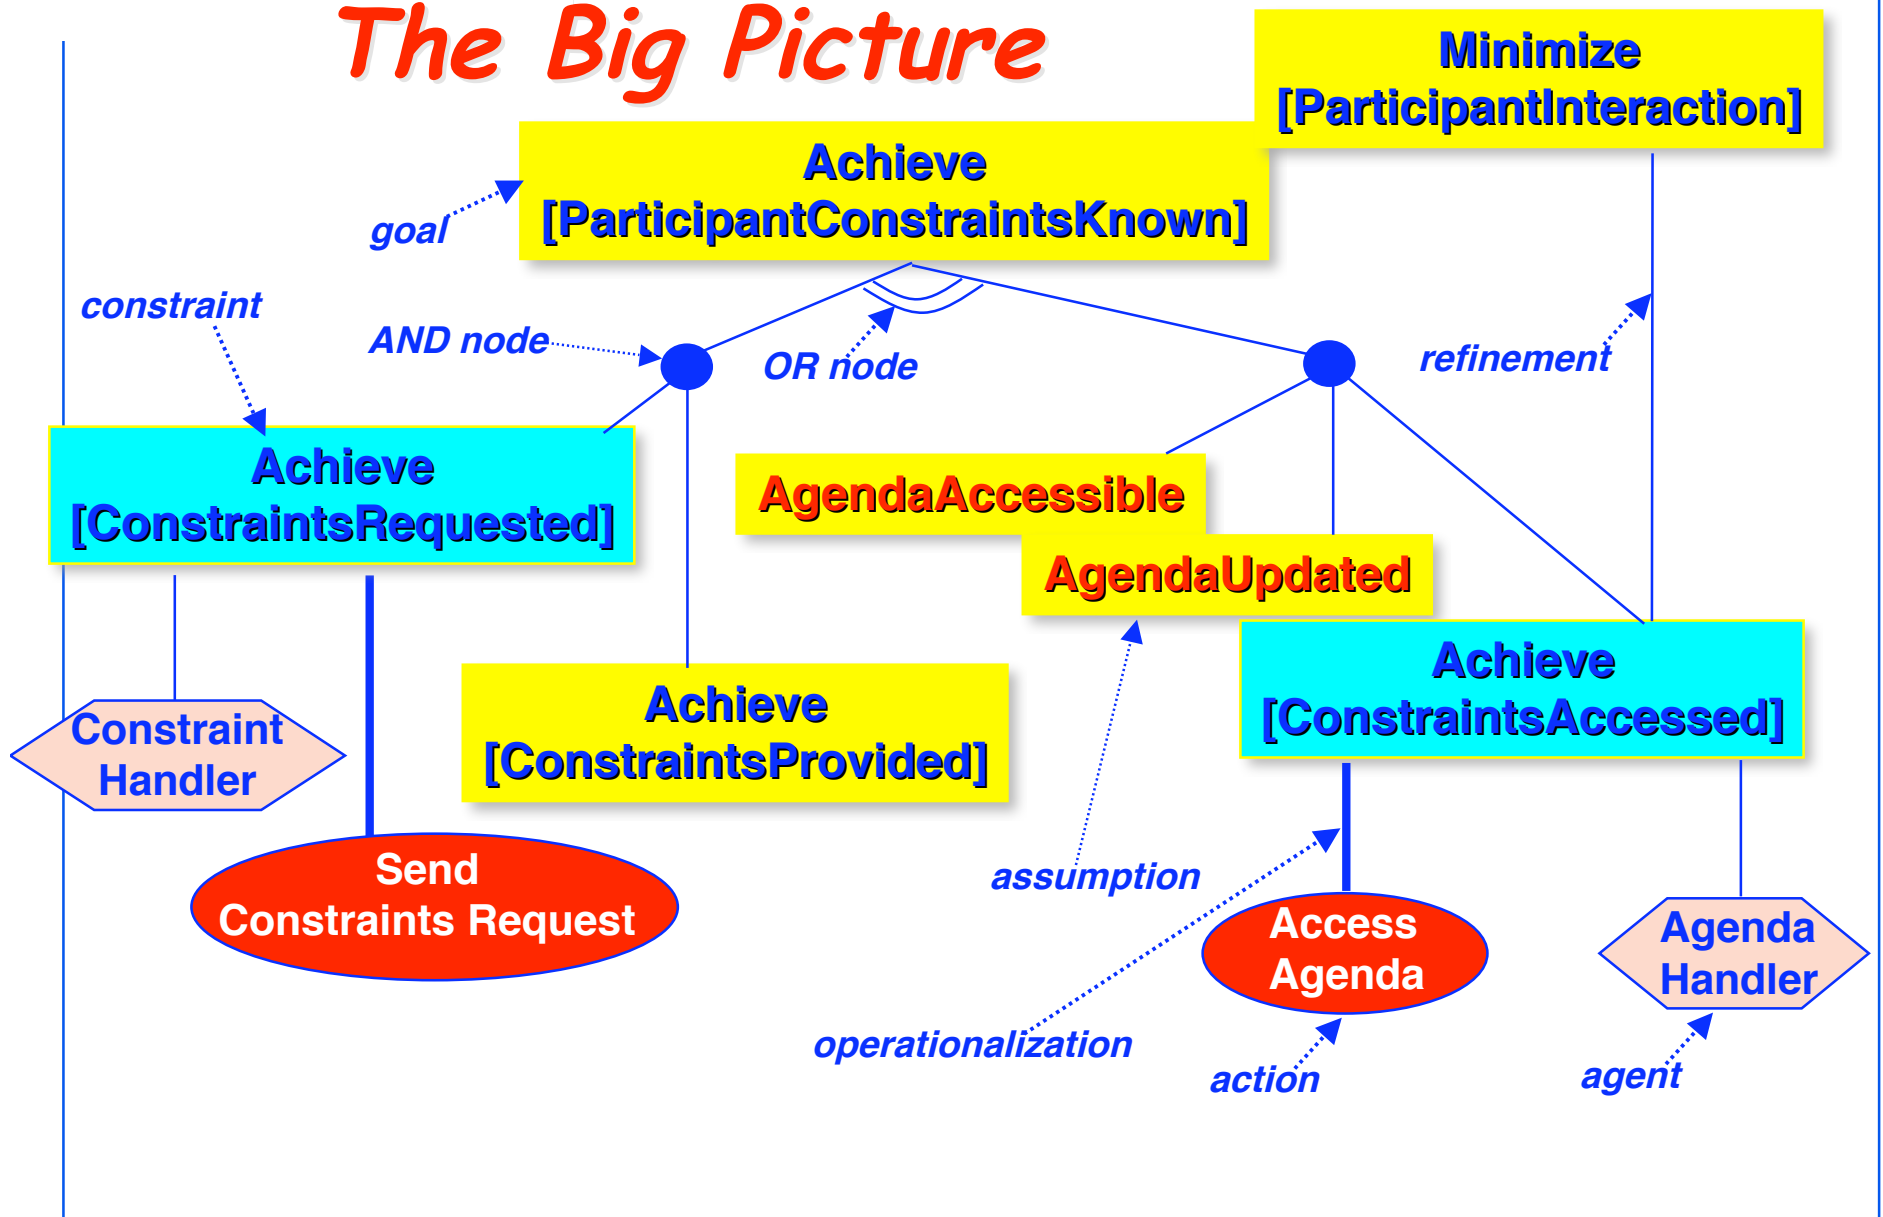 The Big Picture
Minimize
[ParticipantInteraction]
Achieve
[ParticipantConstraintsKnown]
goal
constraint
AND node
OR node
refinement
Achieve
[ConstraintsRequested]
AgendaAccessible
AgendaUpdated
Achieve
[ConstraintsAccessed]
Constraint
Handler
Achieve
[ConstraintsProvided]
Send
Constraints Request
assumption
Access
Agenda
Agenda
Handler
operationalization
action
agent